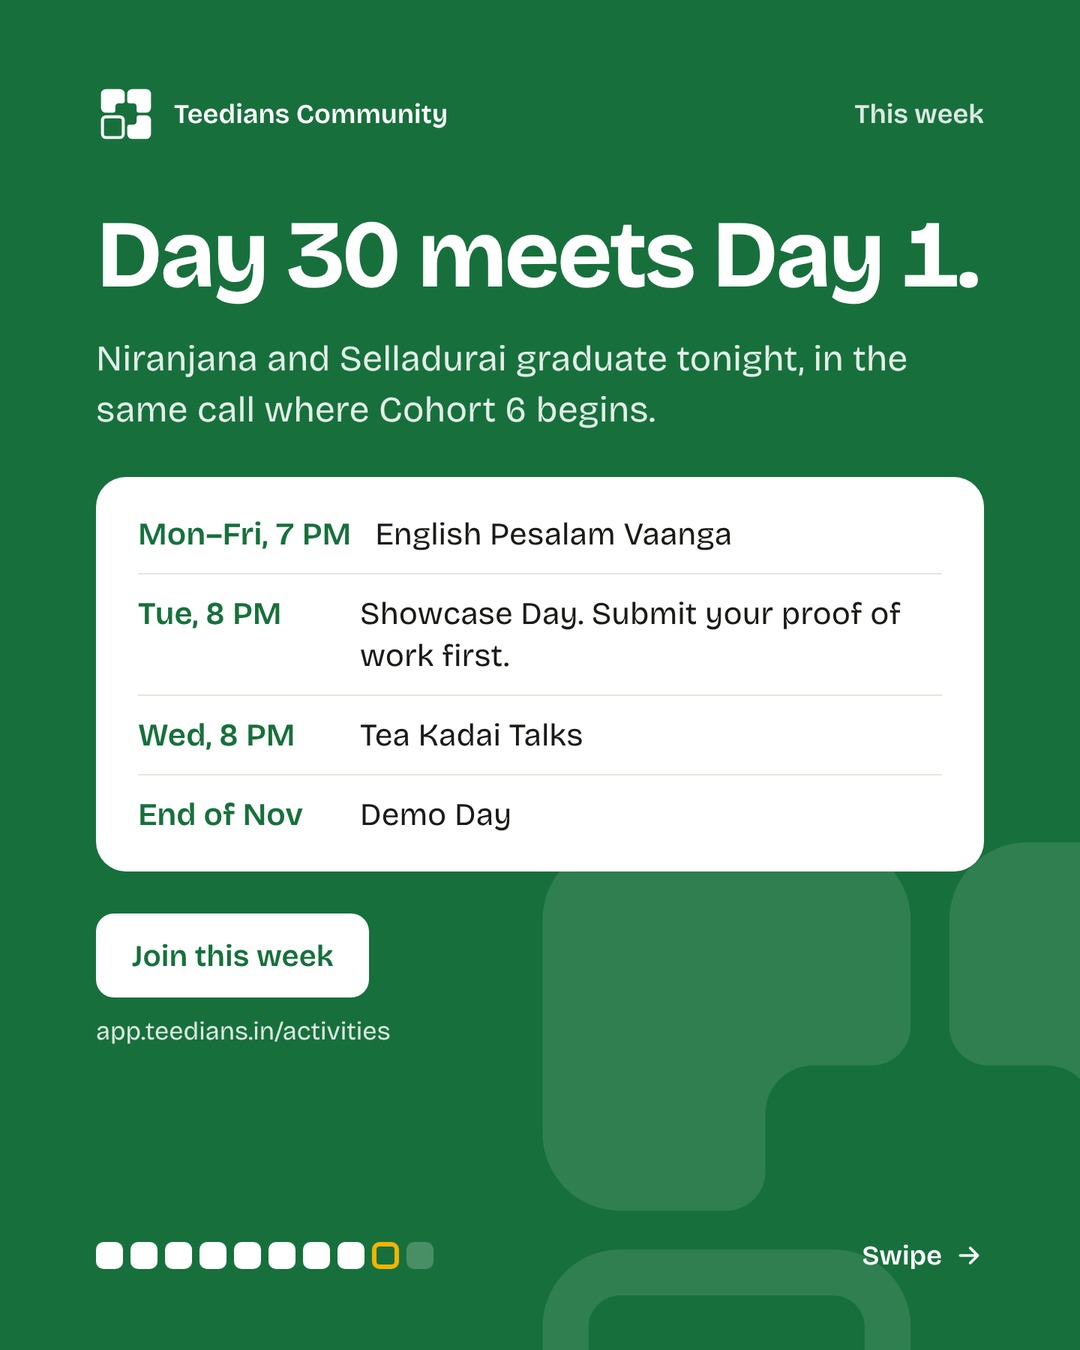 Teedians Community
This week
Day 30 meets Day 1.
Niranjana and Selladurai graduate tonight, in the
same call where Cohort 6 begins.
Mon–Fri, 7 PM English Pesalam Vaanga
Tue, 8 PM Showcase Day. Submit your proof of
work first.
Wed, 8 PM Tea Kadai Talks
End of Nov Demo Day
Join this week
app.teedians.in/activities
Swipe →